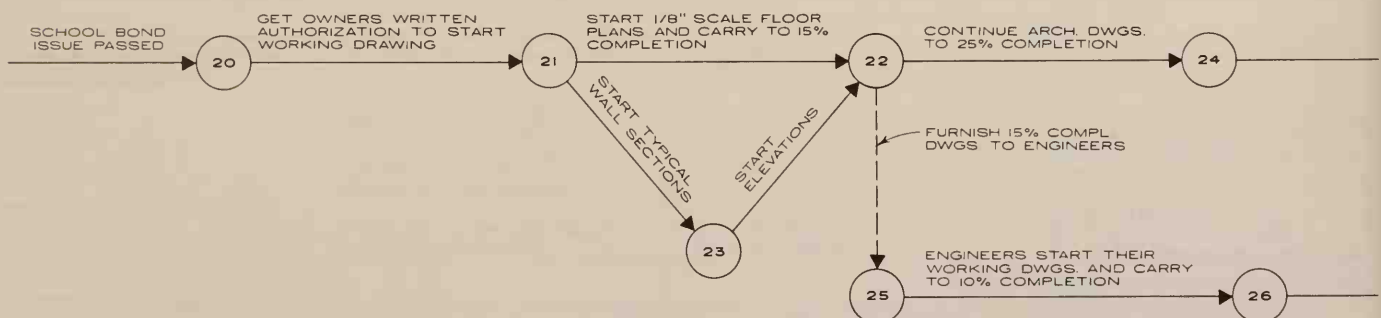 SCHOOL BOND
ISSUE PASSED
20
GET OWNERS WRITTEN
AUTHORIZATION TO START
WORKING DRAWING
21
START 1/8" SCALE FLOOR
PLANS AND CARRY TO 15%
COMPLETION
22
CONTINUE ARCH. DWGS.
TO 25% COMPLETION
24
START TYPICAL
WALL SECTIONS
23
START
ELEVATIONS
FURNISH 15% COMPL
DWGS. TO ENGINEERS
25
ENGINEERS START THEIR
WORKING DWGS. AND CARRY
TO 10% COMPLETION
26